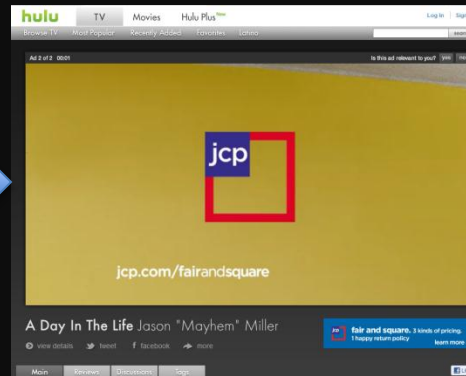 hulu TV Movies Hulu Plus New Log In
Browse TV Most Popular Recently Added Favorites Latino
Ad 2 of 2 00:01 Is this ad relevant to you? yes
jcp
jcp.com/fairandsquare
A Day In The Life Jason "Mayhem" Miller
view details tweet facebook more
jcp fair and square. 3 kinds of pricing.
1 happy return policy
learn more
Main Reviews Discussions Tags